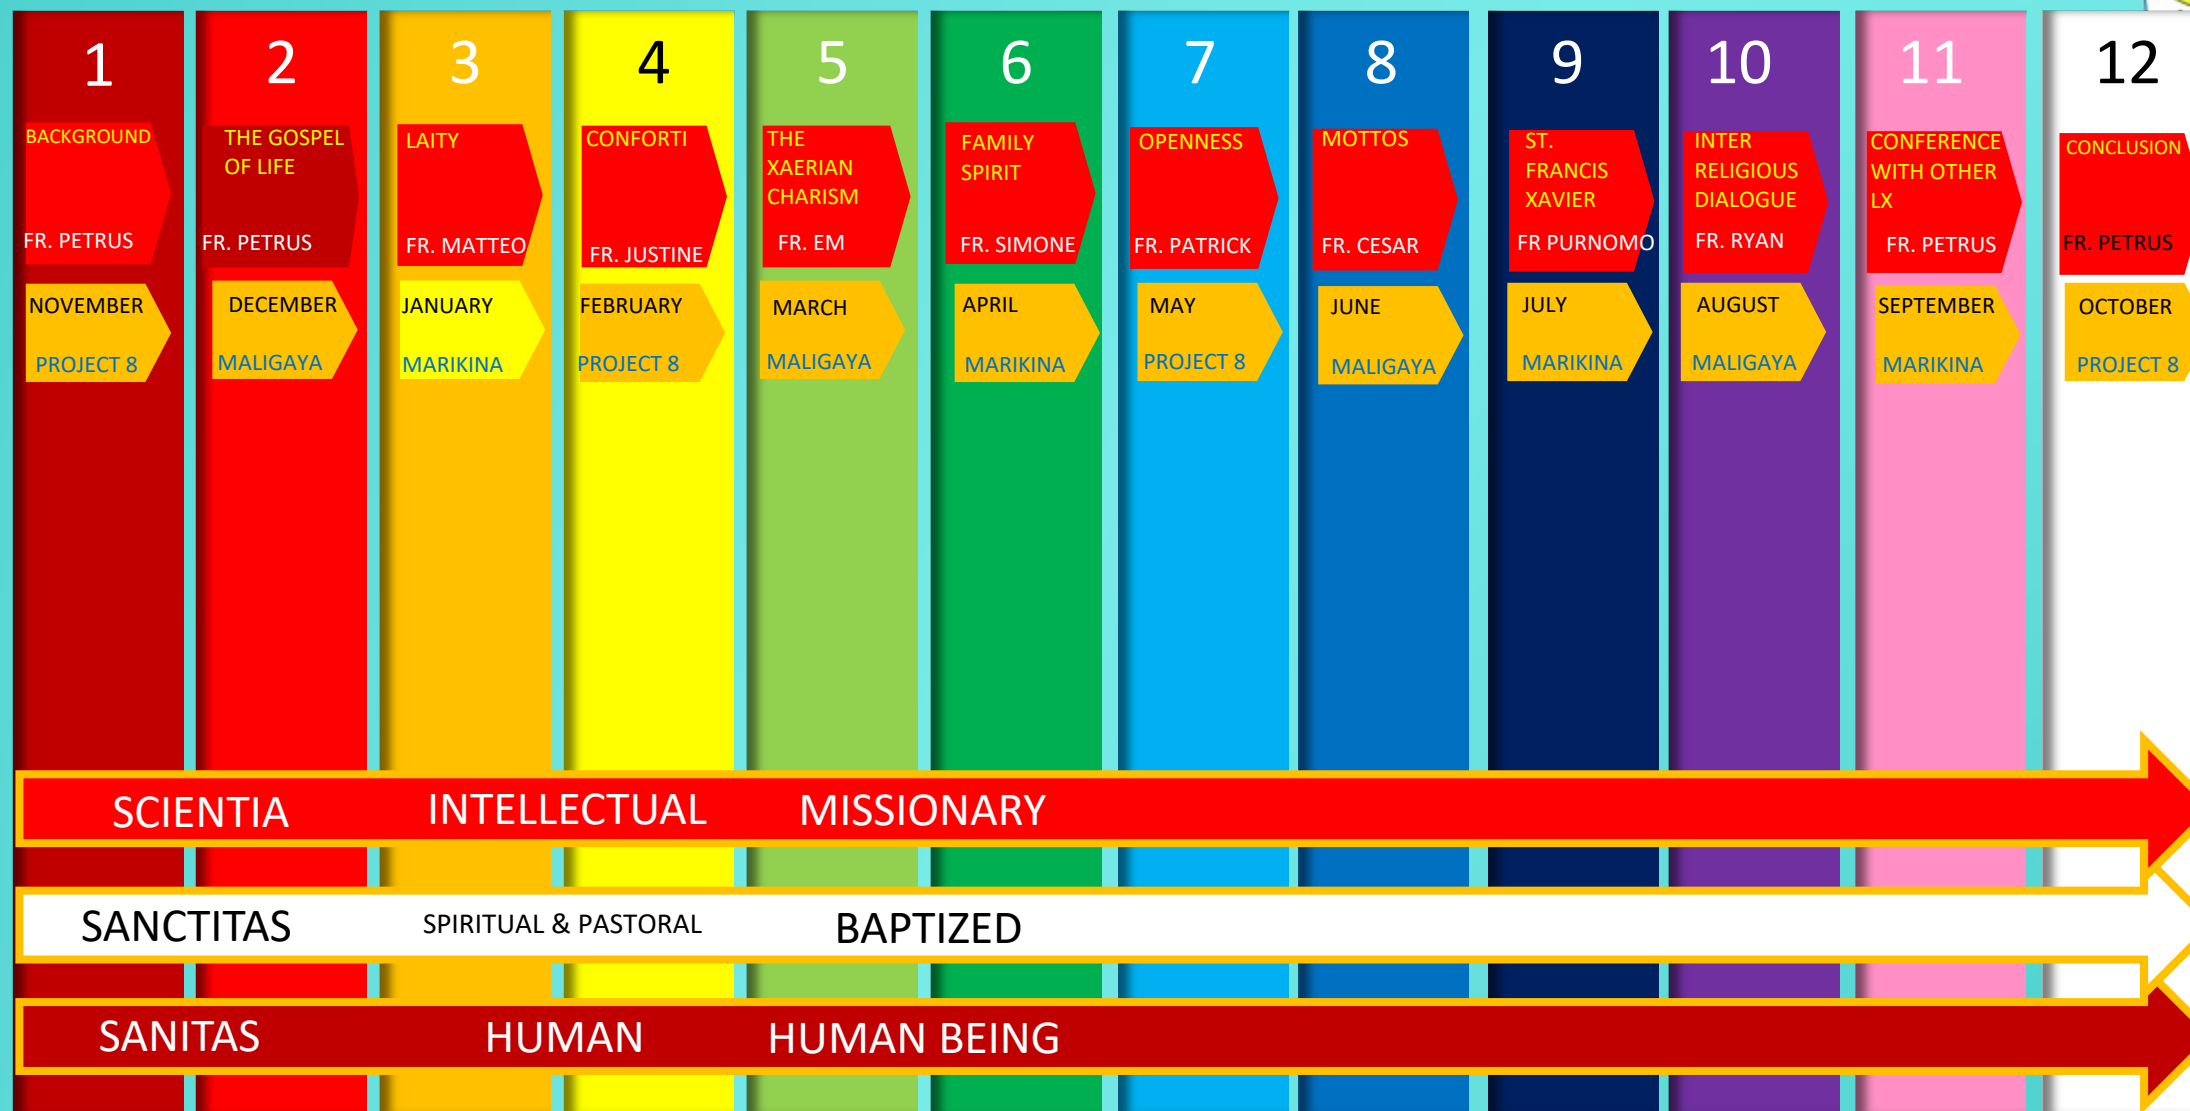 1
BACKGROUND
FR. PETRUS
NOVEMBER
PROJECT 8
2
THE GOSPEL
OF LIFE
FR. PETRUS
DECEMBER
MALIGAYA
3
LAITY
FR. MATTEO
JANUARY
MARIKINA
4
CONFORTI
FR. JUSTINE
FEBRUARY
PROJECT 8
5
THE
XAERIAN
CHARISM
FR. EM
MARCH
MALIGAYA
6
FAMILY
SPIRIT
FR. SIMONE
APRIL
MARIKINA
7
OPENNESS
FR. PATRICK
MAY
PROJECT 8
8
MOTTOS
FR. CESAR
JUNE
MALIGAYA
9
ST.
FRANCIS
XAVIER
FR PURNOMO
JULY
MARIKINA
10
INTER
RELIGIOUS
DIALOGUE
FR. RYAN
AUGUST
MALIGAYA
11
CONFERENCE
WITH OTHER
LX
FR. PETRUS
SEPTEMBER
MARIKINA
12
CONCLUSION
FR. PETRUS
OCTOBER
PROJECT 8
SCIENTIA INTELLECTUAL MISSIONARY
SANCTITAS SPIRITUAL & PASTORAL BAPTIZED
SANITAS HUMAN HUMAN BEING